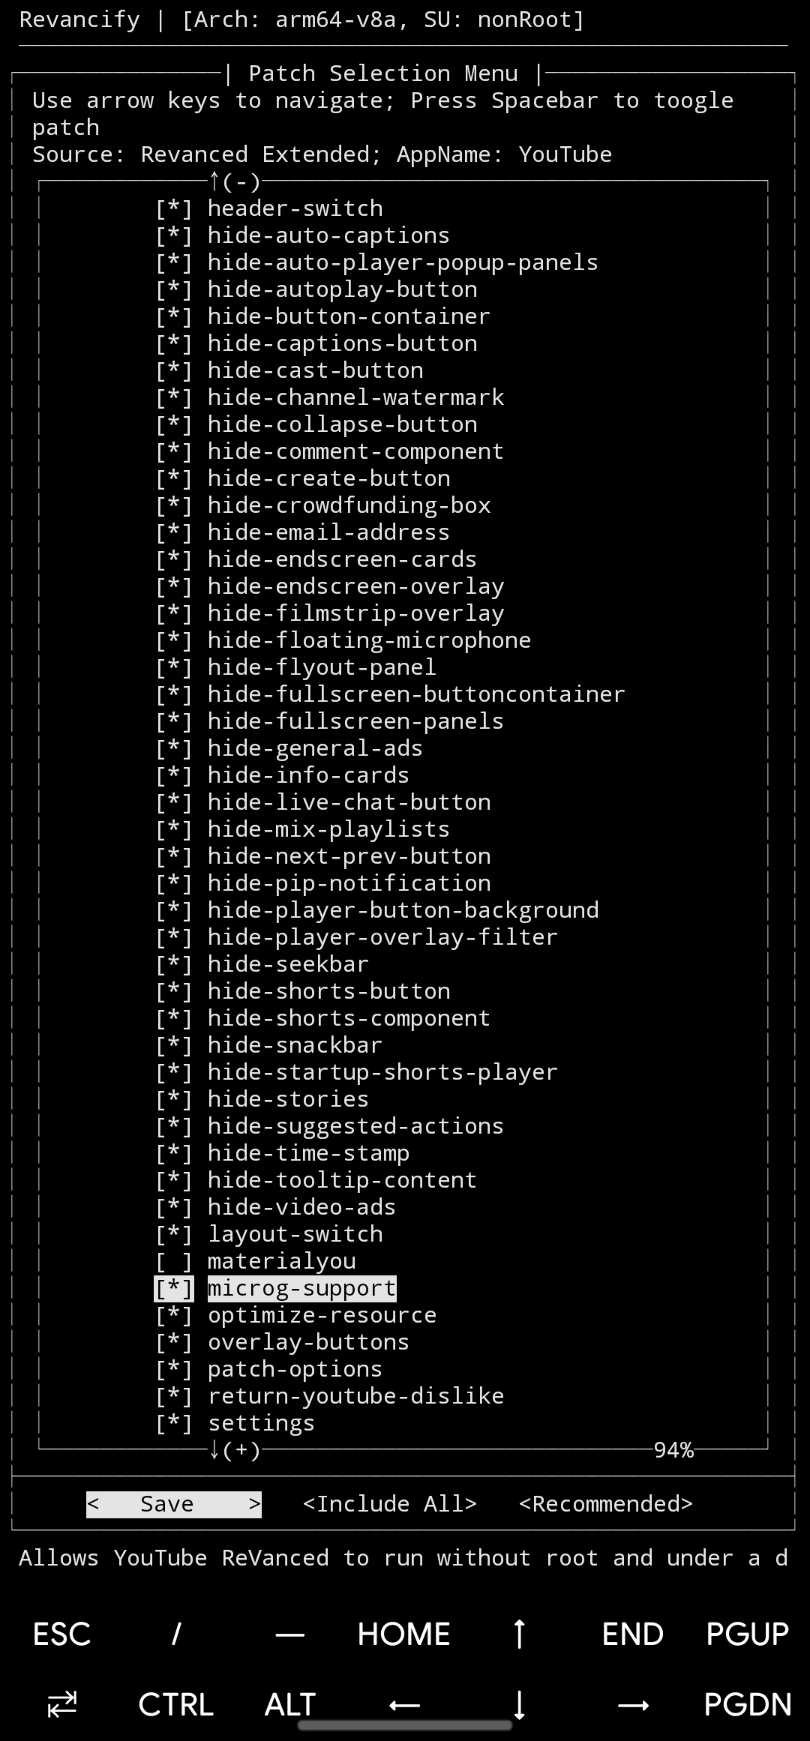 Revancify | [Arch: arm64-v8a, SU: nonRoot]
| Patch Selection Menu |
Use arrow keys to navigate; Press Spacebar to toogle
patch
Source: Revanced Extended; AppName: YouTube
↑(-)
[*] header-switch
[*] hide-auto-captions
[*] hide-auto-player-popup-panels
[*] hide-autoplay-button
[*] hide-button-container
[*] hide-captions-button
[*] hide-cast-button
[*] hide-channel-watermark
[*] hide-collapse-button
[*] hide-comment-component
[*] hide-create-button
[*] hide-crowdfunding-box
[*] hide-email-address
[*] hide-endscreen-cards
[*] hide-endscreen-overlay
[*] hide-filmstrip-overlay
[*] hide-floating-microphone
[*] hide-flyout-panel
[*] hide-fullscreen-buttoncontainer
[*] hide-fullscreen-panels
[*] hide-general-ads
[*] hide-info-cards
[*] hide-live-chat-button
[*] hide-mix-playlists
[*] hide-next-prev-button
[*] hide-pip-notification
[*] hide-player-button-background
[*] hide-player-overlay-filter
[*] hide-seekbar
[*] hide-shorts-button
[*] hide-shorts-component
[*] hide-snackbar
[*] hide-startup-shorts-player
[*] hide-stories
[*] hide-suggested-actions
[*] hide-time-stamp
[*] hide-tooltip-content
[*] hide-video-ads
[*] layout-switch
[ ] materialyou
[*] microg-support
[*] optimize-resource
[*] overlay-buttons
[*] patch-options
[*] return-youtube-dislike
[*] settings
↓(+) 94%
< Save > <Include All> <Recommended>
Allows YouTube ReVanced to run without root and under a d
ESC / — HOME ↑ END PGUP
⇄ CTRL ALT ← ↓ → PGDN